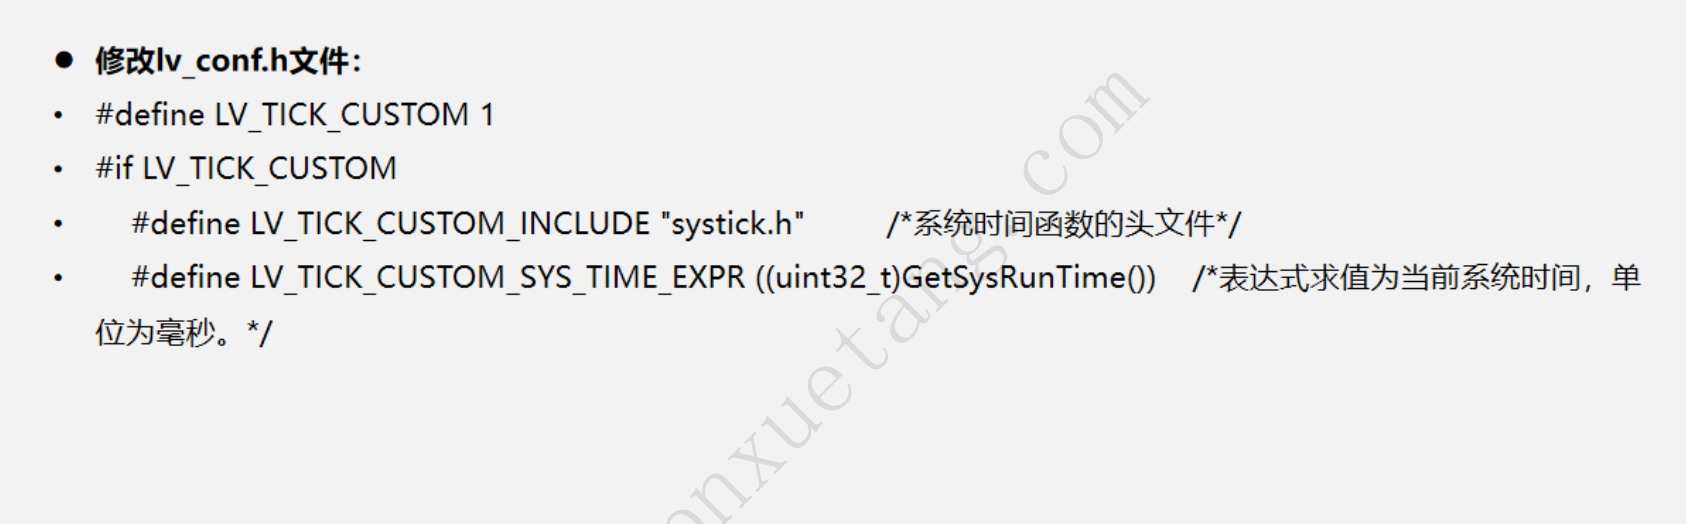 ● 修改lv_conf.h文件：
• #define LV_TICK_CUSTOM 1
• #if LV_TICK_CUSTOM
• #define LV_TICK_CUSTOM_INCLUDE "systick.h" /*系统时间函数的头文件*/
• #define LV_TICK_CUSTOM_SYS_TIME_EXPR ((uint32_t)GetSysRunTime()) /*表达式求值为当前系统时间，单
位为毫秒。*/
onxuetang.com